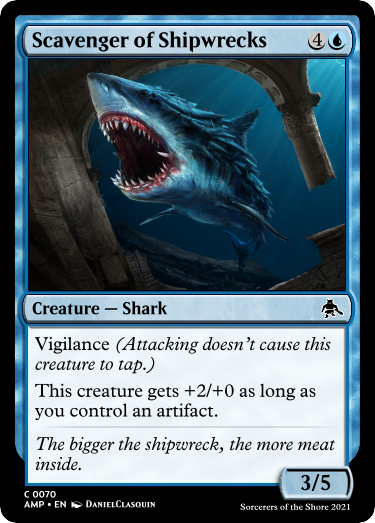 Scavenger of Shipwrecks 4
Creature — Shark
Vigilance (Attacking doesn't cause this
creature to tap.)
This creature gets +2/+0 as long as
you control an artifact.
The bigger the shipwreck, the more meat
inside.
3/5
C 0070
AMP • EN DanielClasquin
Sorcerers of the Shore 2021